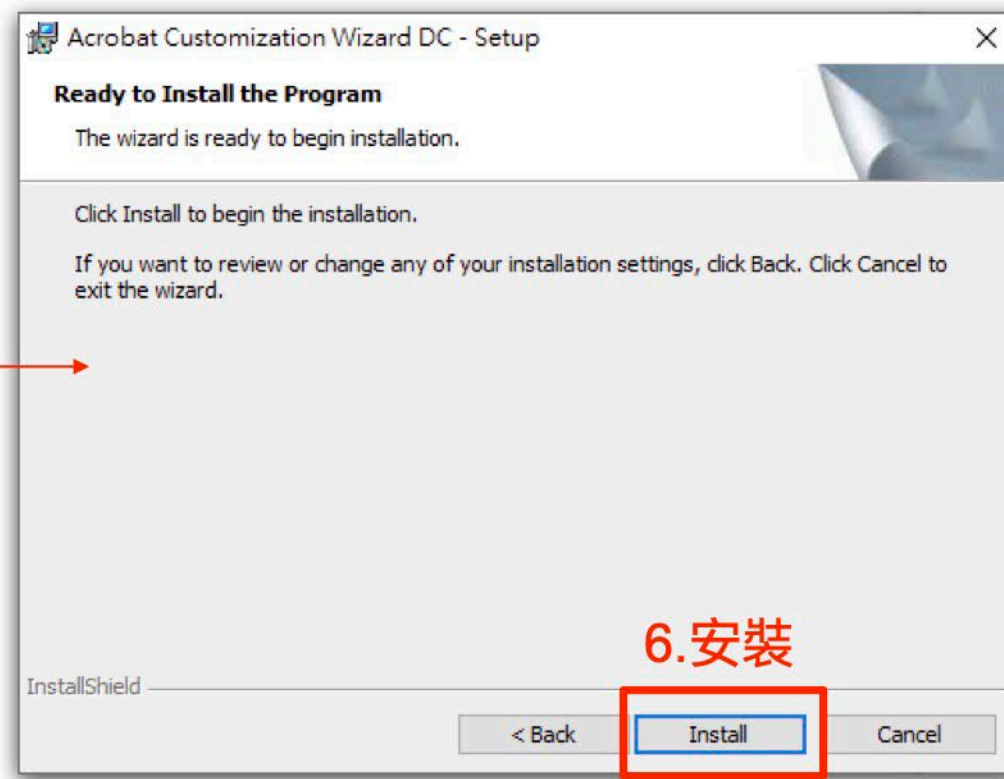 Acrobat Customization Wizard DC - Setup
Ready to Install the Program
The wizard is ready to begin installation.
Click Install to begin the installation.
If you want to review or change any of your installation settings, click Back. Click Cancel to
exit the wizard.
6.安裝
InstallShield
< Back
Install
Cancel